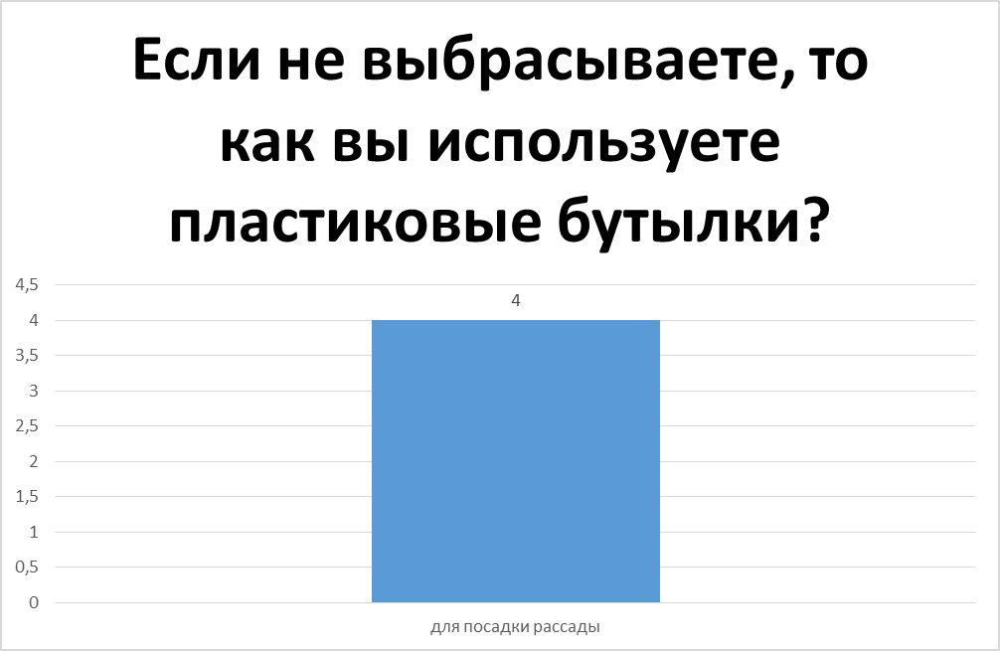 Если не выбрасываете, то
как вы используете
пластиковые бутылки?
4,5
4
4
3,5
3
2,5
2
1,5
1
0,5
0
для посадки рассады